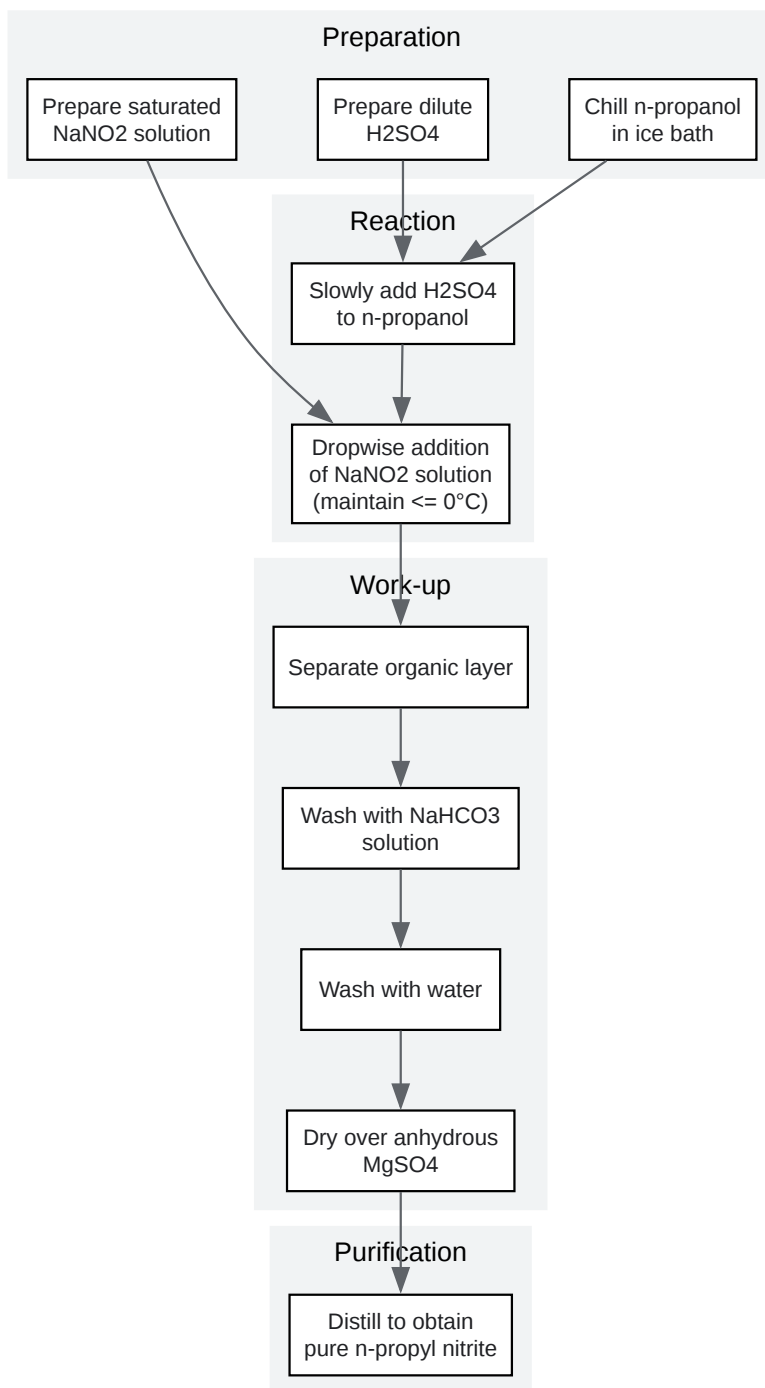 Preparation
Prepare saturated
NaNO2 solution
Prepare dilute
H2SO4
Chill n-propanol
in ice bath
Reaction
Slowly add H2SO4
to n-propanol
Dropwise addition
of NaNO2 solution
(maintain <= 0°C)
Work-up
Separate organic layer
Wash with NaHCO3
solution
Wash with water
Dry over anhydrous
MgSO4
Purification
Distill to obtain
pure n-propyl nitrite